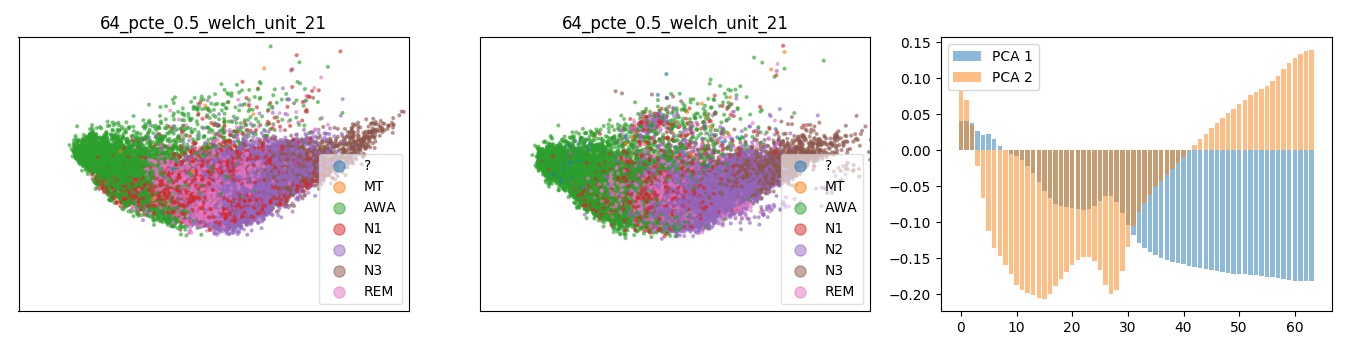 64_pcte_0.5_welch_unit_21
?
MT
AWA
N1
N2
N3
REM
64_pcte_0.5_welch_unit_21
?
MT
AWA
N1
N2
N3
REM
PCA 1
PCA 2
0.15
0.10
0.05
0.00
−0.05
−0.10
−0.15
−0.20
0 10 20 30 40 50 60